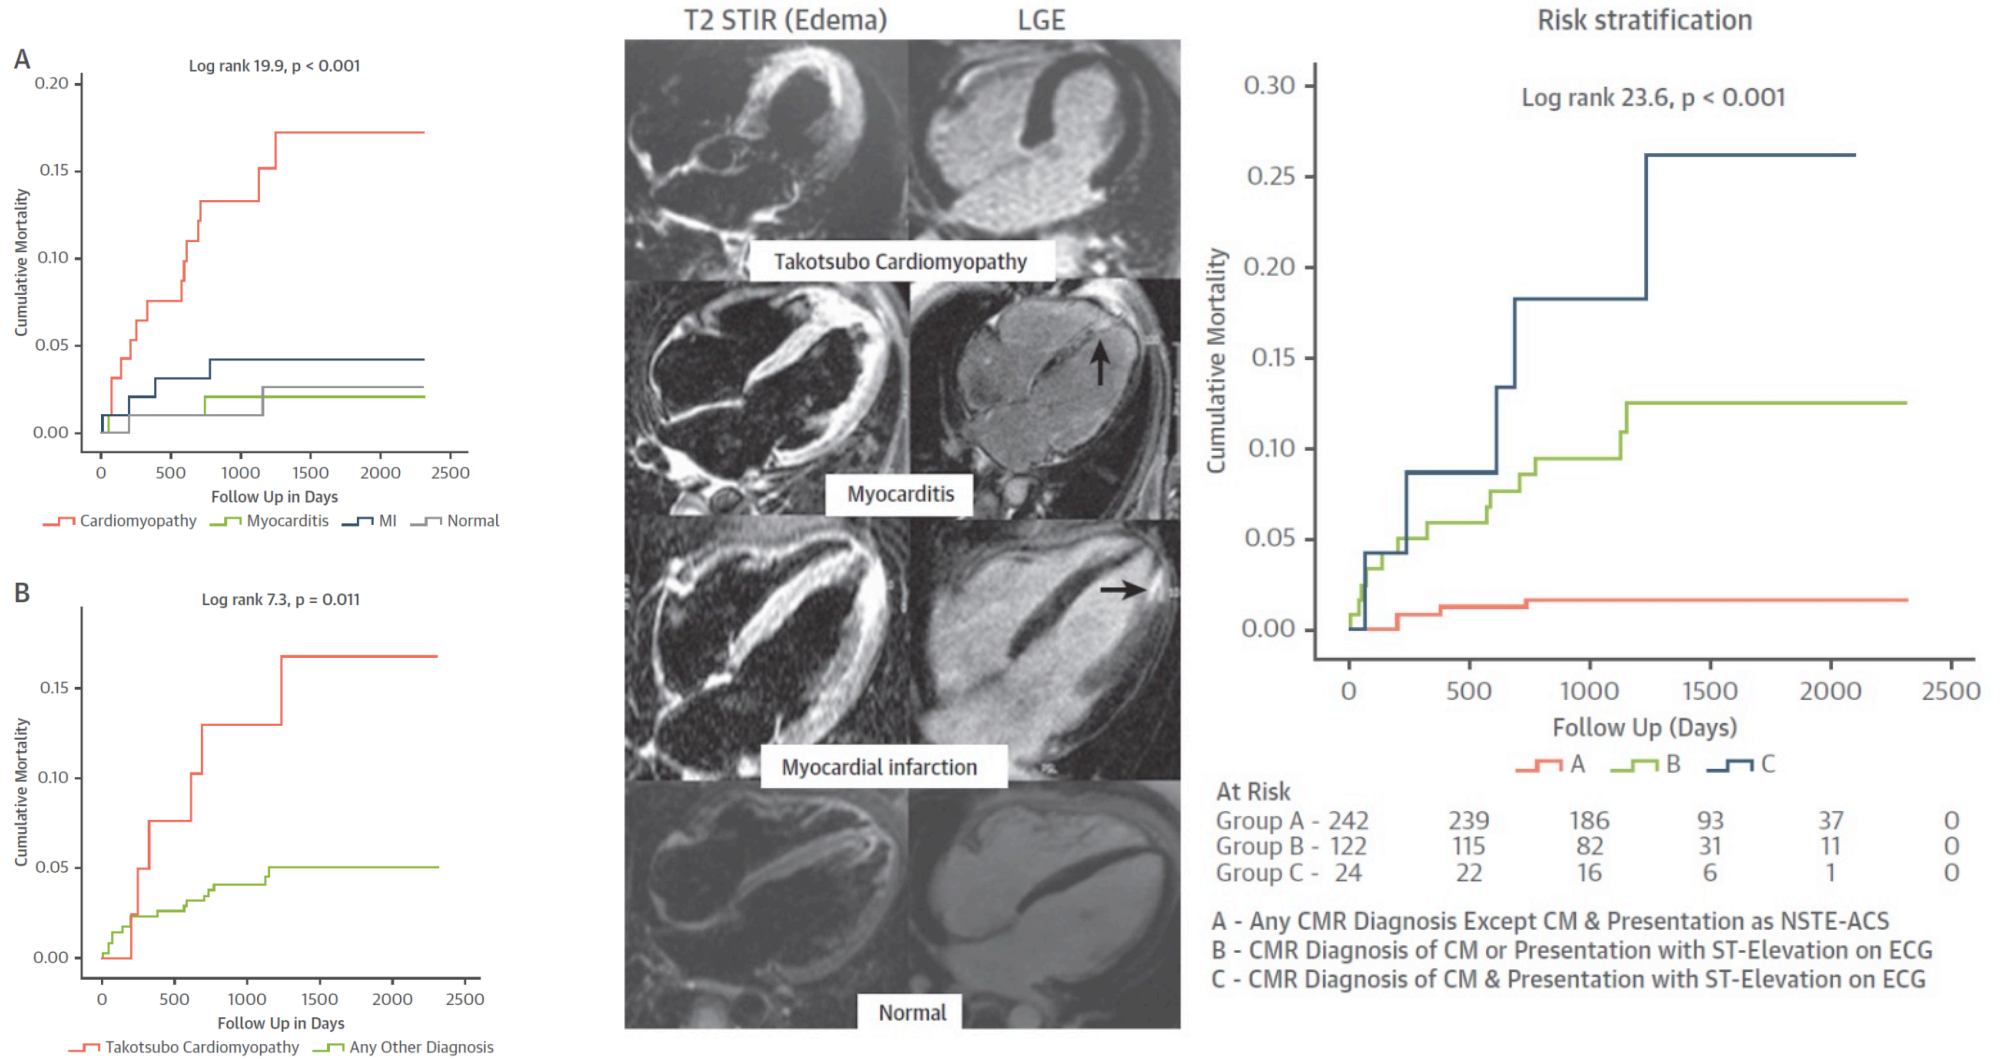 A
Log rank 19.9, p < 0.001
Cumulative Mortality
0.20
0.15
0.10
0.05
0.00
0 500 1000 1500 2000 2500
Follow Up in Days
Cardiomyopathy Myocarditis MI Normal
B
Log rank 7.3, p = 0.011
Cumulative Mortality
0.15
0.10
0.05
0.00
0 500 1000 1500 2000 2500
Follow Up in Days
Takotsubo Cardiomyopathy Any Other Diagnosis
T2 STIR (Edema) LGE
Takotsubo Cardiomyopathy
Myocarditis
Myocardial infarction
Normal
Risk stratification
Log rank 23.6, p < 0.001
Cumulative Mortality
0.30
0.25
0.20
0.15
0.10
0.05
0.00
0 500 1000 1500 2000 2500
Follow Up (Days)
A B C
At Risk
Group A - 242 239 186 93 37 0
Group B - 122 115 82 31 11 0
Group C - 24 22 16 6 1 0
A - Any CMR Diagnosis Except CM & Presentation as NSTE-ACS
B - CMR Diagnosis of CM or Presentation with ST-Elevation on ECG
C - CMR Diagnosis of CM & Presentation with ST-Elevation on ECG